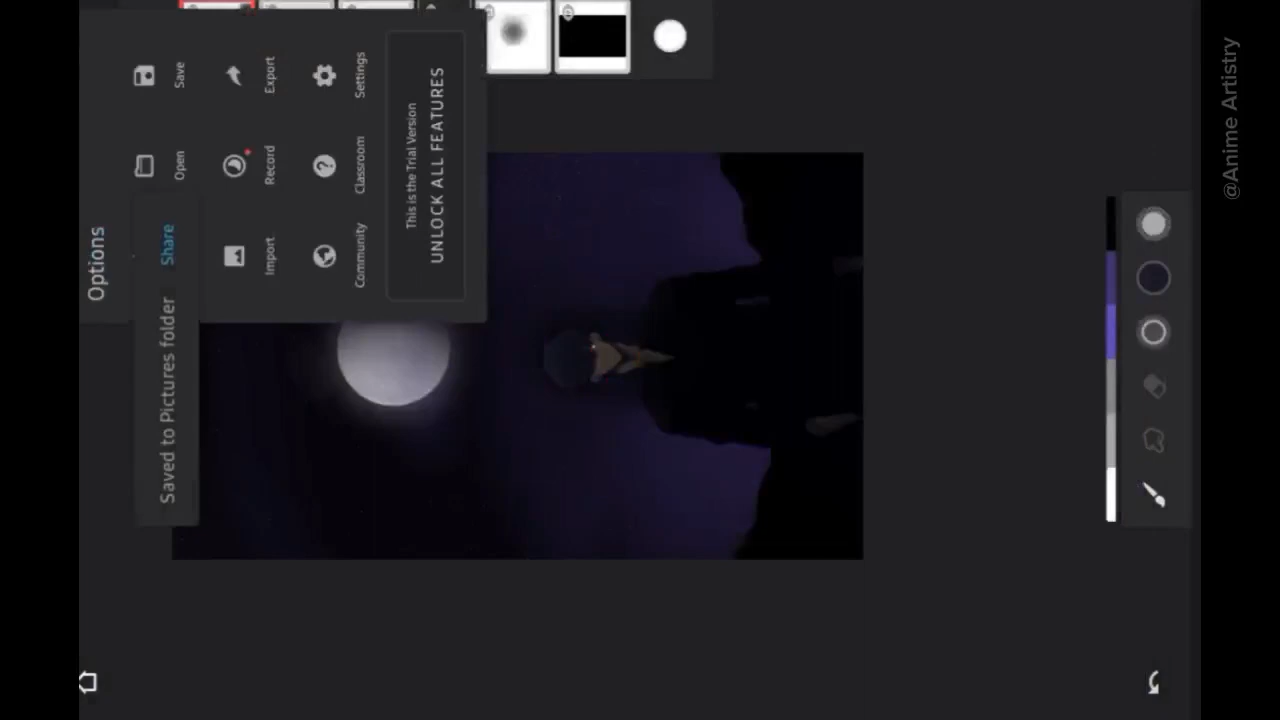 Options
Saved to Pictures folder Share
Open Save
Import Record Export
Community Classroom Settings
This is the Trial Version
UNLOCK ALL FEATURES
@Anime Artistry